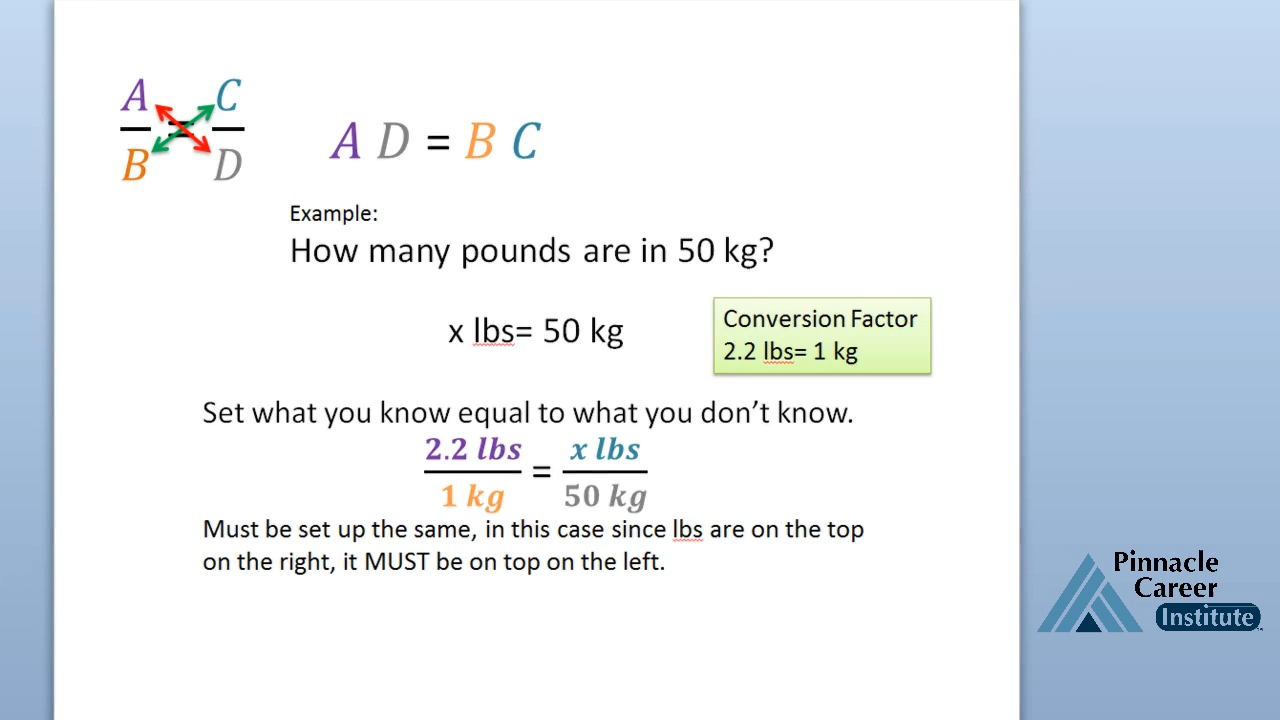 A/B = C/D
A D = B C
Example:
How many pounds are in 50 kg?
x lbs= 50 kg
Conversion Factor
2.2 lbs= 1 kg
Set what you know equal to what you don’t know.
2.2 lbs/1 kg = x lbs/50 kg
Must be set up the same, in this case since lbs are on the top
on the right, it MUST be on top on the left.
Pinnacle
Career
Institute